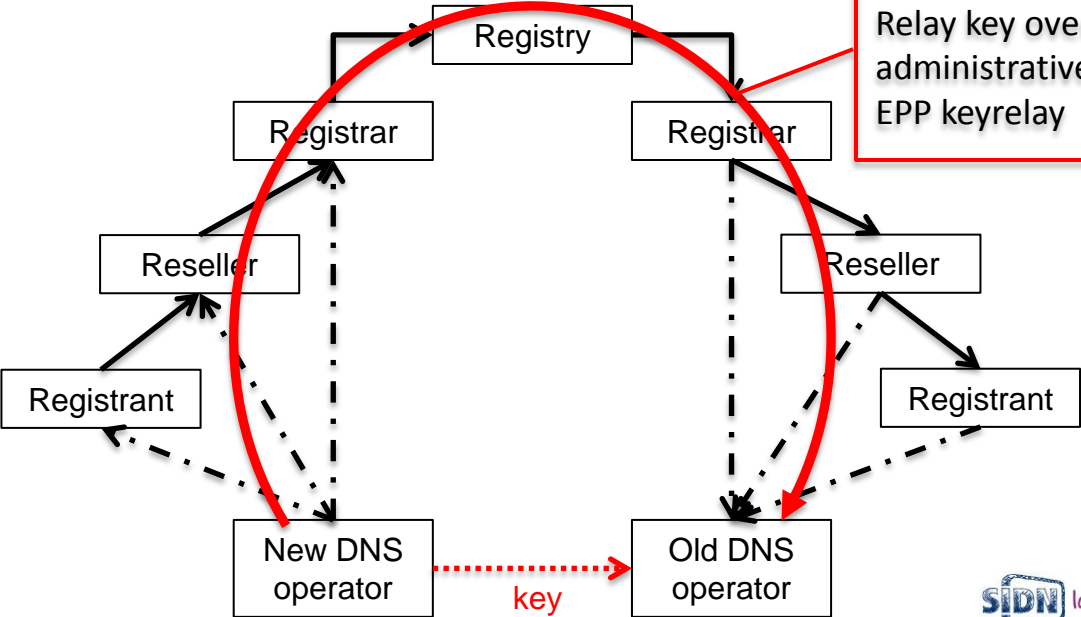 Registry
Relay key
administrative
EPP keyrelay
Registrar
Registrar
Reseller
Reseller
Registrant
Registrant
New DNS
operator
key
Old DNS
operator
SIDN